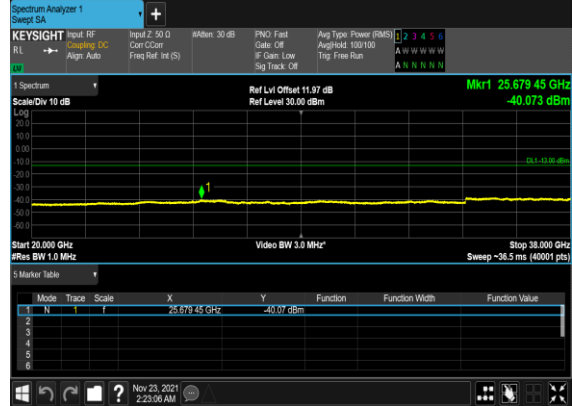 Spectrum Analyzer 1
Swept SA
+
KEYSIGHT Input: RF Input Z: 50 Ω #Atten: 30 dB PNO: Fast Avg Type: Power (RMS) 1 2 3 4 5 6
RL Coupling: DC Corr CCorr Gate: Off Avg|Hold: 100/100 A W W W W W
Align: Auto Freq Ref: Int (S) IF Gain: Low Trig: Free Run
Sig Track: Off A N N N N N
1 Spectrum
Ref Lvl Offset 11.97 dB Mkr1 25.679 45 GHz
Scale/Div 10 dB Ref Level 30.00 dBm -40.073 dBm
Log
20.0
10.0
0.00
-10.0
DL1 -13.00 dBm
-20.0
-30.0
1
-40.0
-50.0
-60.0
Start 20.000 GHz Video BW 3.0 MHz* Stop 38.000 GHz
#Res BW 1.0 MHz Sweep ~36.5 ms (40001 pts)
5 Marker Table
Mode Trace Scale X Y Function Function Width Function Value
1 N 1 f 25.679 45 GHz -40.07 dBm
2
3
4
5
6
? Nov 23, 2021
2:23:06 AM